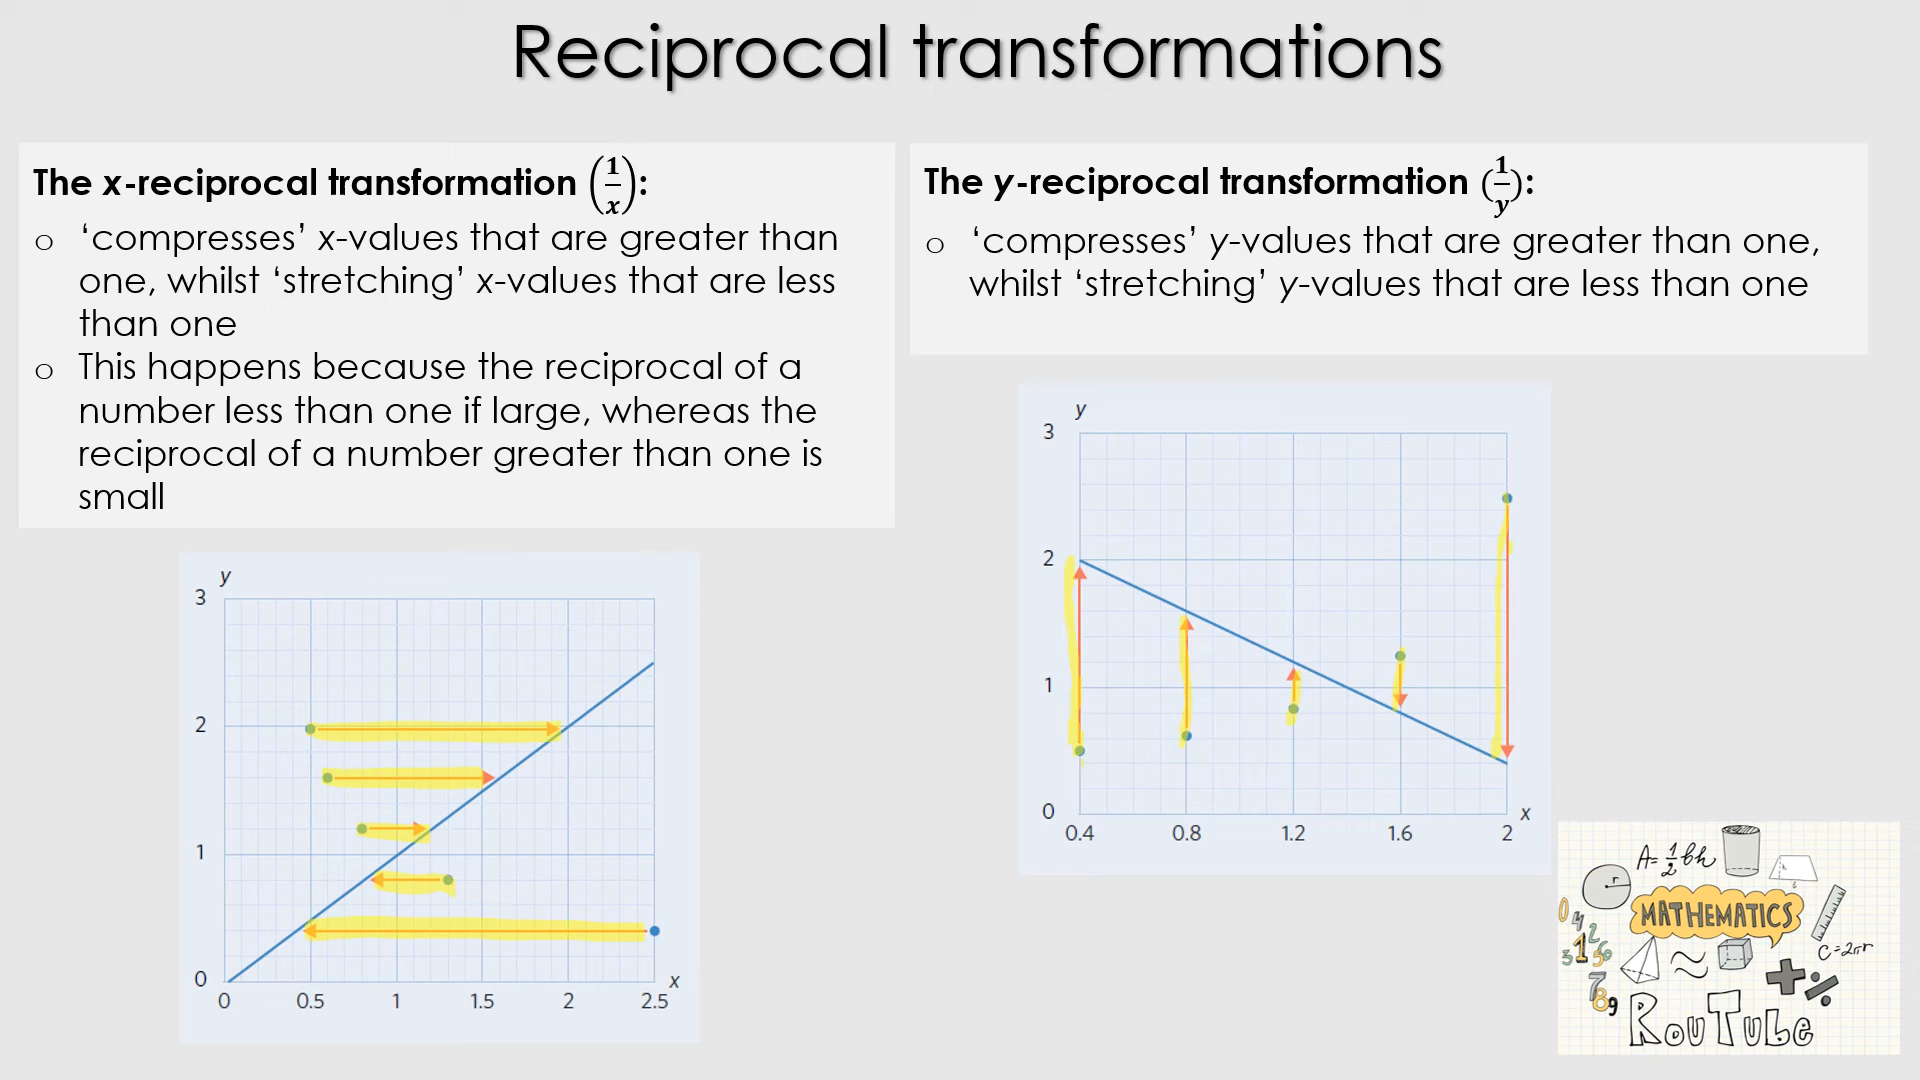 Reciprocal transformations
The x-reciprocal transformation (1/x):
o ‘compresses’ x-values that are greater than
one, whilst ‘stretching’ x-values that are less
than one
o This happens because the reciprocal of a
number less than one if large, whereas the
reciprocal of a number greater than one is
small
y
3
2
1
0
0 0.5 1 1.5 2 2.5
x
The y-reciprocal transformation (1/y):
o ‘compresses’ y-values that are greater than one,
whilst ‘stretching’ y-values that are less than one
y
3
2
1
0
x
0.4 0.8 1.2 1.6 2
A=½bh
r
MATHEMATICS
C=2πr
ROUTUBE